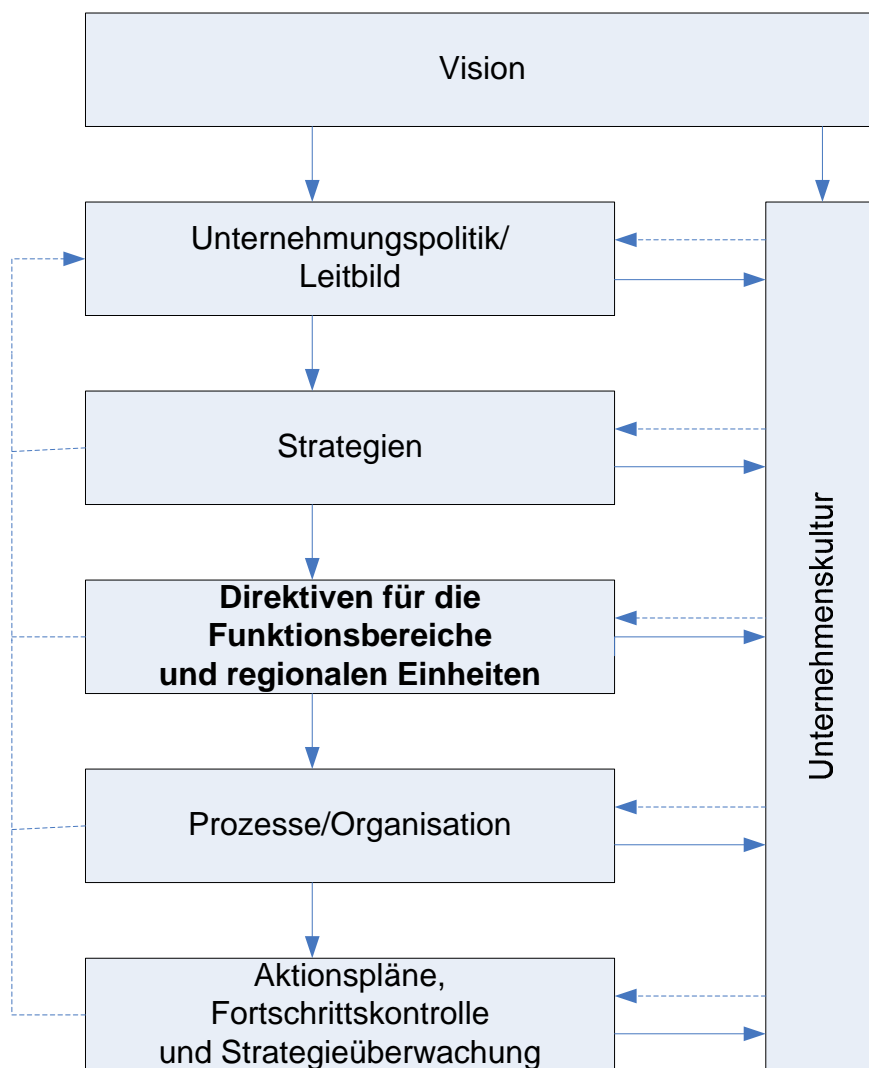 Vision
Unternehmungspolitik/
Leitbild
Strategien
Direktiven für die
Funktionsbereiche
und regionalen Einheiten
Prozesse/Organisation
Aktionspläne,
Fortschrittskontrolle
und Strategieüberwachung
Unternehmenskultur